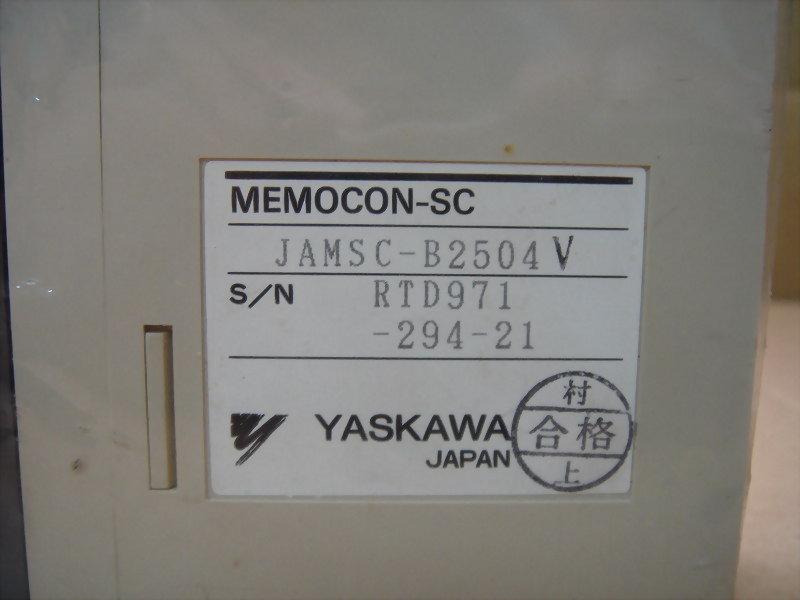 MEMOCON-SC
JAMSC-B2504V
S/N RTD971
-294-21
YASKAWA
JAPAN
村
合格
上